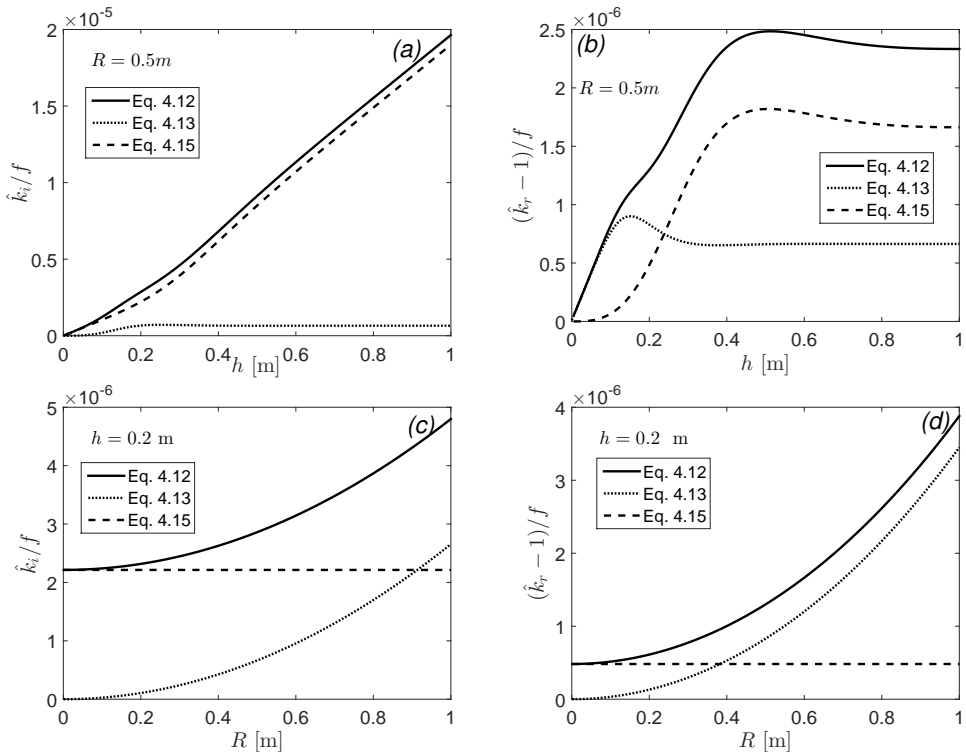 ×10⁻⁵
2
(a)
R = 0.5m
1.5
Eq. 4.12
Eq. 4.13
Eq. 4.15
1
0.5
0
k̂ᵢ/f
0 0.2 0.4 0.6 0.8 1
h [m]
×10⁻⁶
2.5
(b)
R = 0.5m
2
1.5
Eq. 4.12
Eq. 4.13
Eq. 4.15
1
0.5
0
(k̂ᵣ − 1)/f
0 0.2 0.4 0.6 0.8 1
h [m]
×10⁻⁶
5
(c)
h = 0.2 m
4
Eq. 4.12
Eq. 4.13
Eq. 4.15
3
2
1
0
k̂ᵢ/f
0 0.2 0.4 0.6 0.8 1
R [m]
×10⁻⁶
4
(d)
h = 0.2 m
Eq. 4.12
Eq. 4.13
Eq. 4.15
3
2
1
0
(k̂ᵣ − 1)/f
0 0.2 0.4 0.6 0.8 1
R [m]